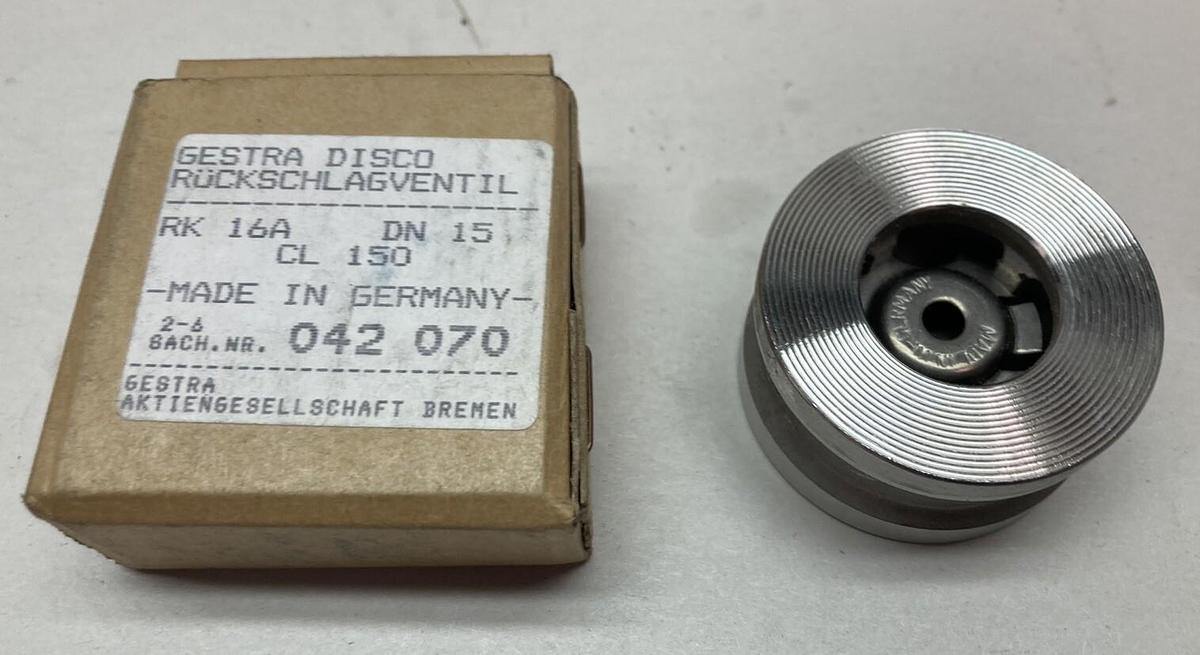 GESTRA DISCO
RÜCKSCHLAGVENTIL
RK 16A DN 15
CL 150
-MADE IN GERMANY-
2-6
SACH.NR. 042 070
GESTRA
AKTIENGESELLSCHAFT BREMEN
GERMANY